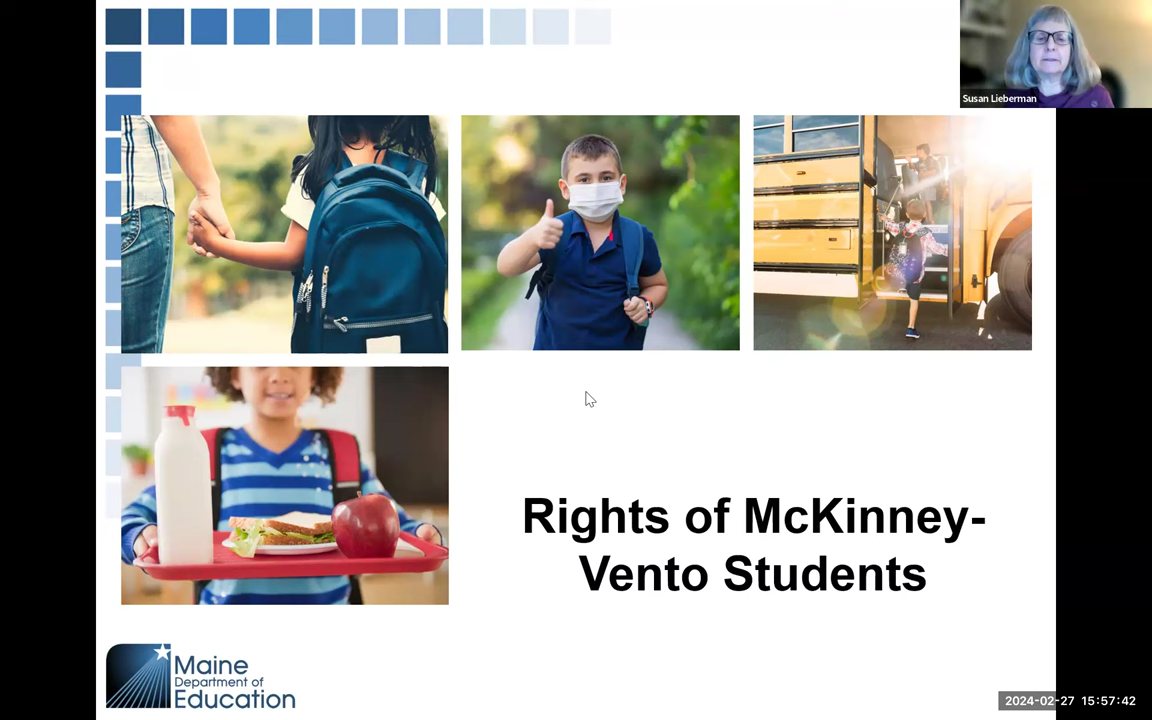 Susan Lieberman
Rights of McKinney-
Vento Students
Maine
Department of
Education
2024-02-27 15:57:42